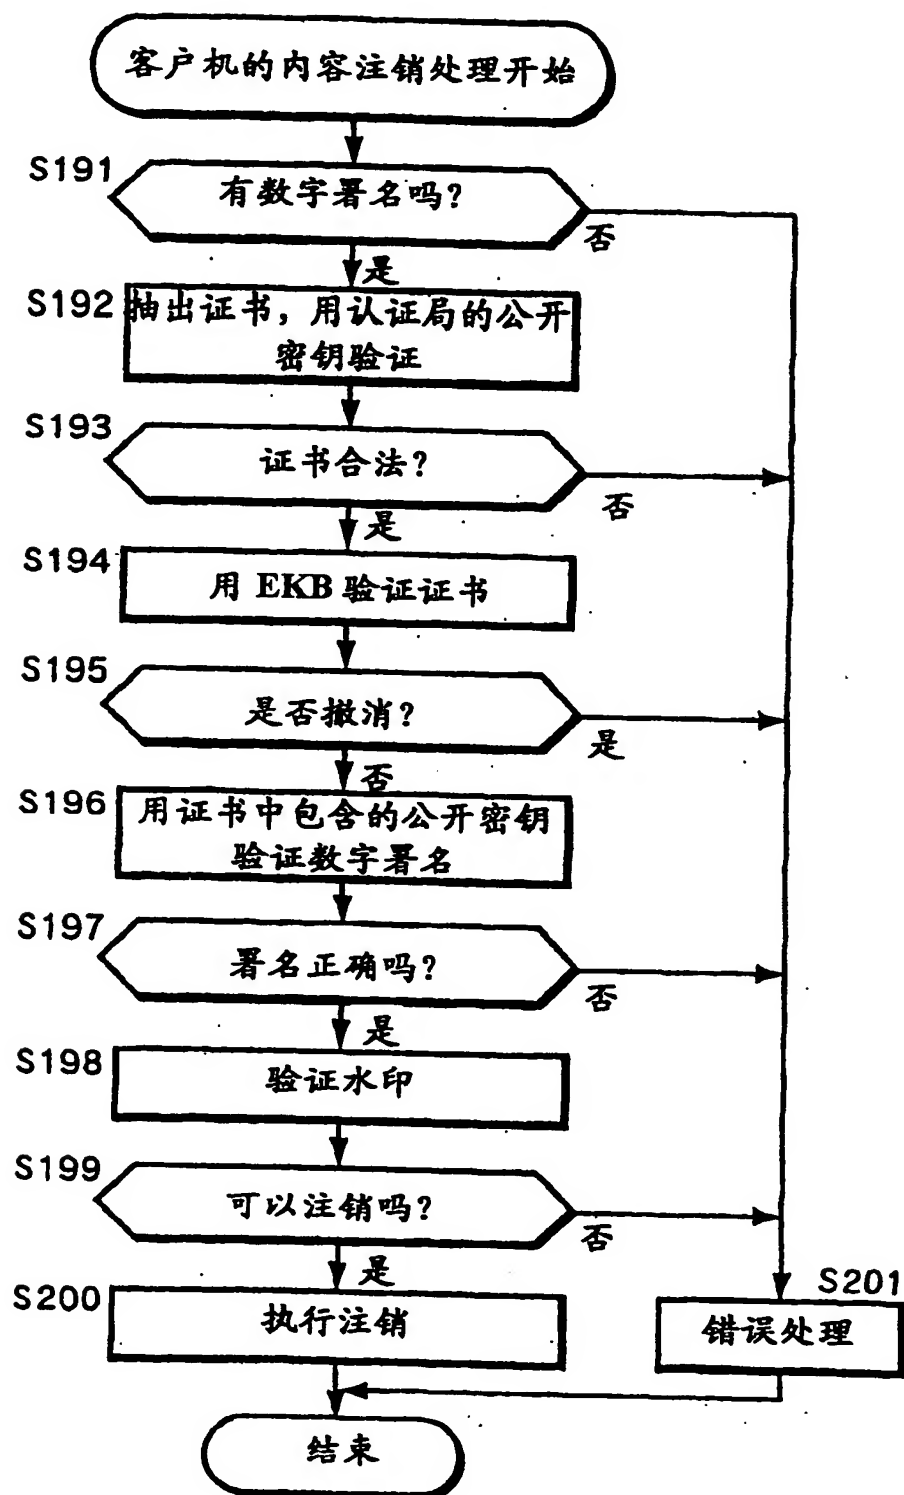 客户机的内容注销处理开始
S191
有数字署名吗?
否
是
S192
抽出证书,用认证局的公开
密钥验证
S193
证书合法?
否
是
S194
用 EKB 验证证书
S195
是否撤消?
是
否
S196
用证书中包含的公开密钥
验证数字署名
S197
署名正确吗?
否
是
S198
验证水印
S199
可以注销吗?
否
是
S200
执行注销
S201
错误处理
结束